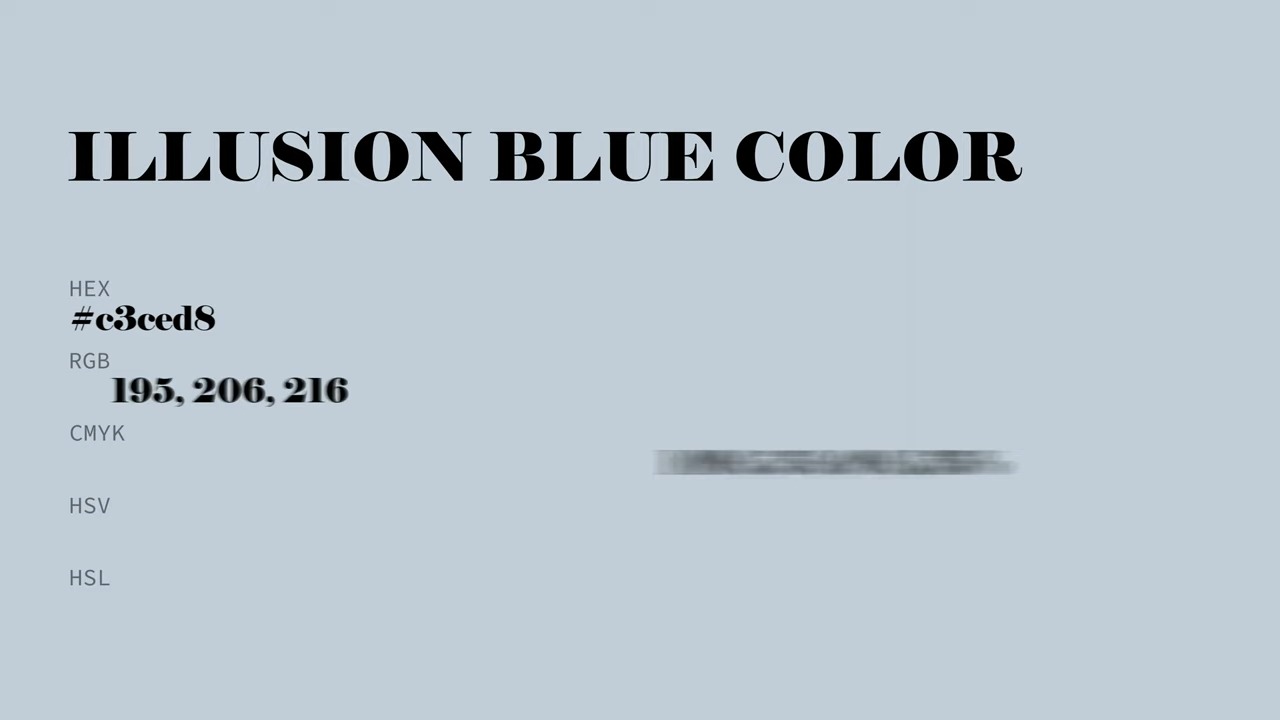 ILLUSION BLUE COLOR
HEX
#c3ced8
RGB
195, 206, 216
CMYK
HSV
HSL